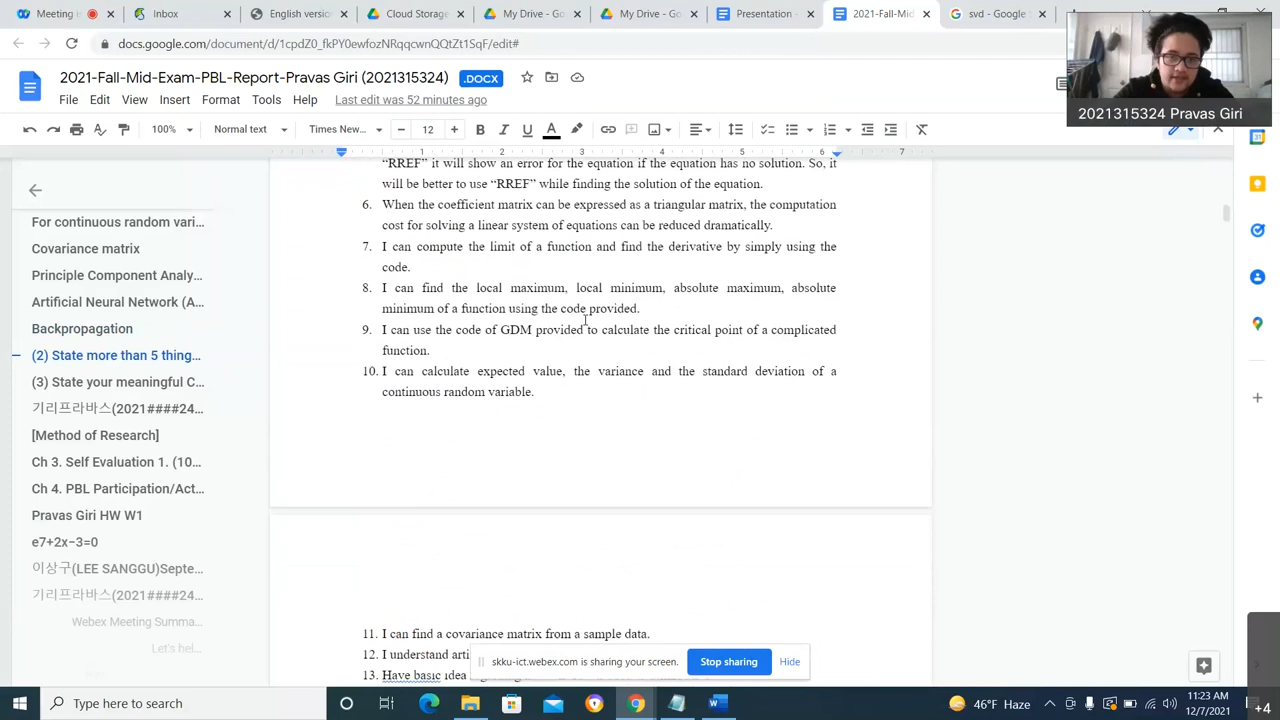 Meeting no
Inbox
English version
Cloud Storage
My Drive - Go
My Drive - Go
Presentation
2021-Fall-Mid
svd - Google
docs.google.com/document/d/1cpdZ0_fkPY0ewfozNRqqcwnQQtZt1SqF/edit#
2021-Fall-Mid-Exam-PBL-Report-Pravas Giri (2021315324)
.DOCX
File Edit View Insert Format Tools Help Last edit was 52 minutes ago
2021315324 Pravas Giri
100% Normal text Times New... 12
1 2 3 4 5 6 7
For continuous random vari...
Covariance matrix
Principle Component Analy...
Artificial Neural Network (A...
Backpropagation
(2) State more than 5 thing...
(3) State your meaningful C...
기리프라바스(2021####24...
[Method of Research]
Ch 3. Self Evaluation 1. (10...
Ch 4. PBL Participation/Act...
Pravas Giri HW W1
e7+2x−3=0
이상구(LEE SANGGU)Septe...
기리프라바스(2021####24...
Webex Meeting Summa...
Let's hel...
“RREF” it will show an error for the equation if the equation has no solution. So, it
will be better to use “RREF” while finding the solution of the equation.
6. When the coefficient matrix can be expressed as a triangular matrix, the computation
cost for solving a linear system of equations can be reduced dramatically.
7. I can compute the limit of a function and find the derivative by simply using the
code.
8. I can find the local maximum, local minimum, absolute maximum, absolute
minimum of a function using the code provided.
9. I can use the code of GDM provided to calculate the critical point of a complicated
function.
10. I can calculate expected value, the variance and the standard deviation of a
continuous random variable.
11. I can find a covariance matrix from a sample data.
12. I understand arti
13. Have basic idea
skku-ict.webex.com is sharing your screen.
Stop sharing
Hide
Type here to search
46°F Haze
11:23 AM
12/7/2021
+4